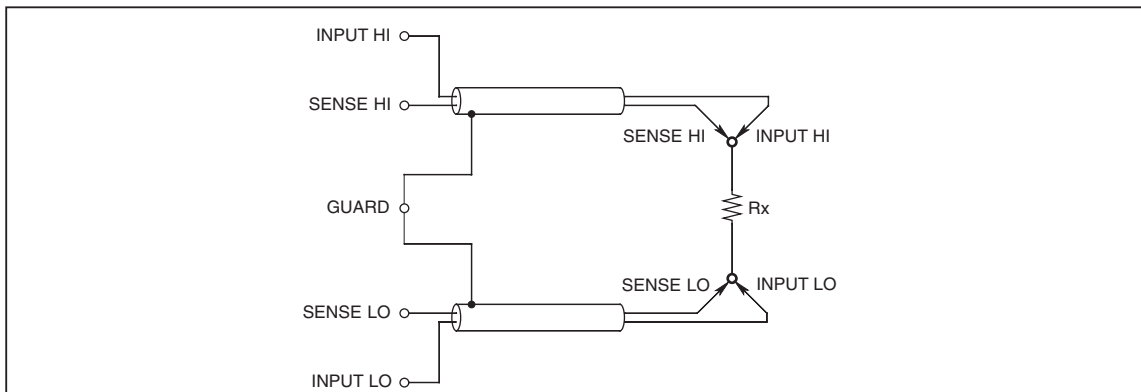 INPUT HI
SENSE HI
SENSE HI
INPUT HI
GUARD
Rx
SENSE LO
INPUT LO
SENSE LO
INPUT LO